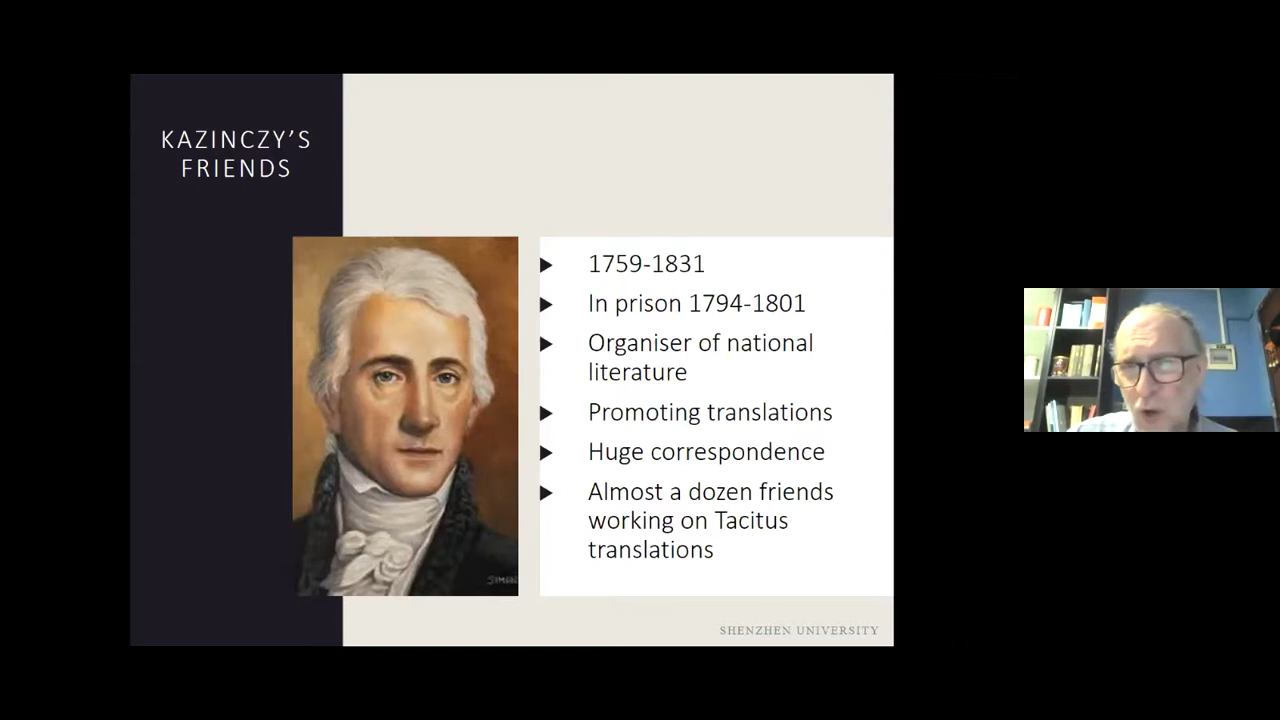 KAZINCZY’S
FRIENDS
1759-1831
In prison 1794-1801
Organiser of national
literature
Promoting translations
Huge correspondence
Almost a dozen friends
working on Tacitus
translations
SHENZHEN UNIVERSITY